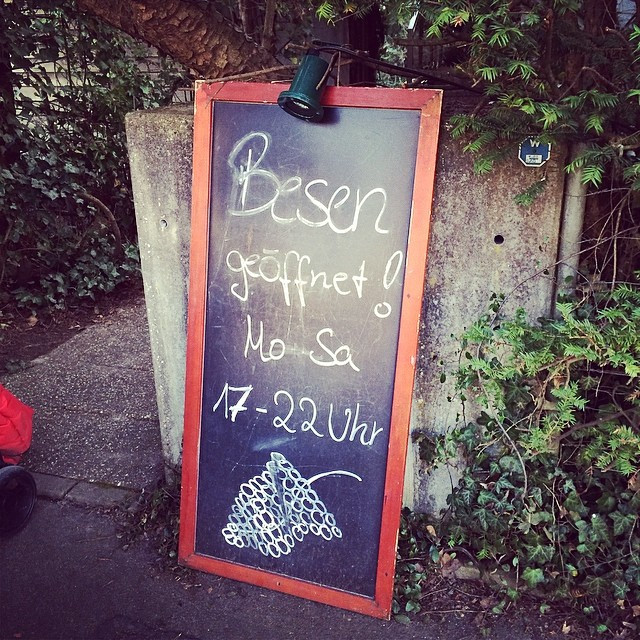 Besen
geöffnet!
Mo Sa
17-22 Uhr
W